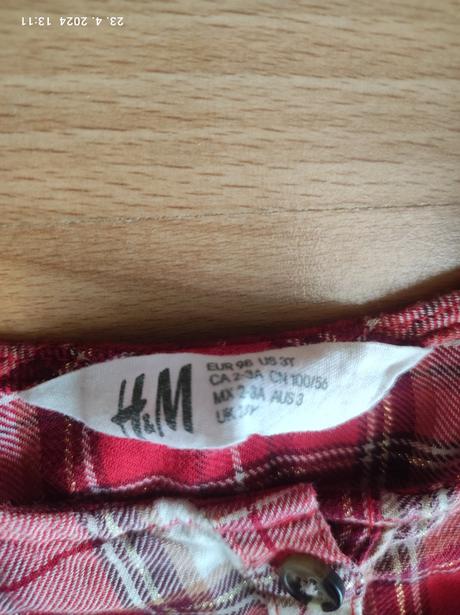 23. 4. 2024 13:11
H&M
EUR 98 US 3T
CA 2-3A CN 100/56
MX 2-3A AUS 3